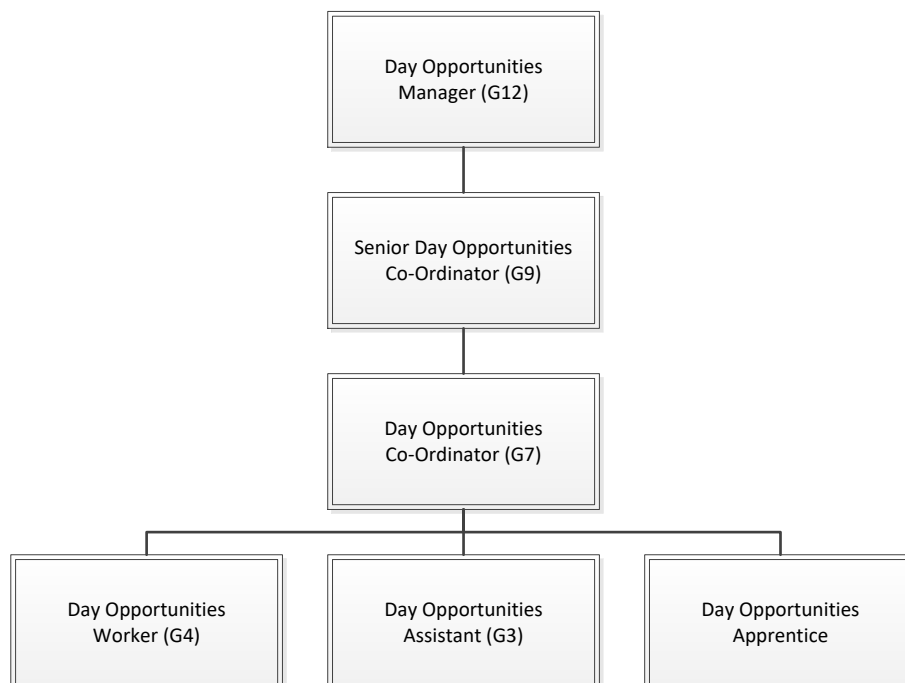 Day Opportunities
Manager (G12)
Senior Day Opportunities
Co-Ordinator (G9)
Day Opportunities
Co-Ordinator (G7)
Day Opportunities
Worker (G4)
Day Opportunities
Assistant (G3)
Day Opportunities
Apprentice